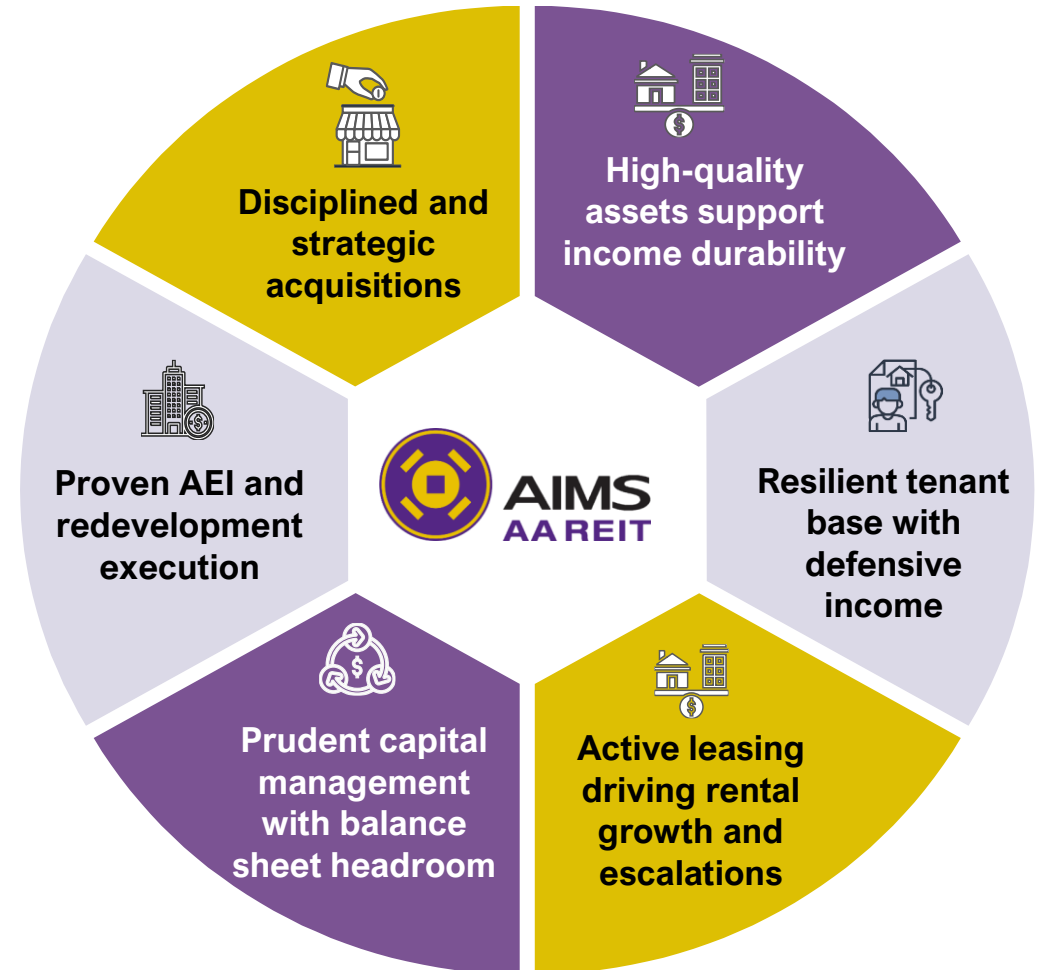 Disciplined and
strategic
acquisitions
High-quality
assets support
income durability
Proven AEI and
redevelopment
execution
AIMS
AA REIT
Resilient tenant
base with
defensive
income
Prudent capital
management
with balance
sheet headroom
Active leasing
driving rental
growth and
escalations